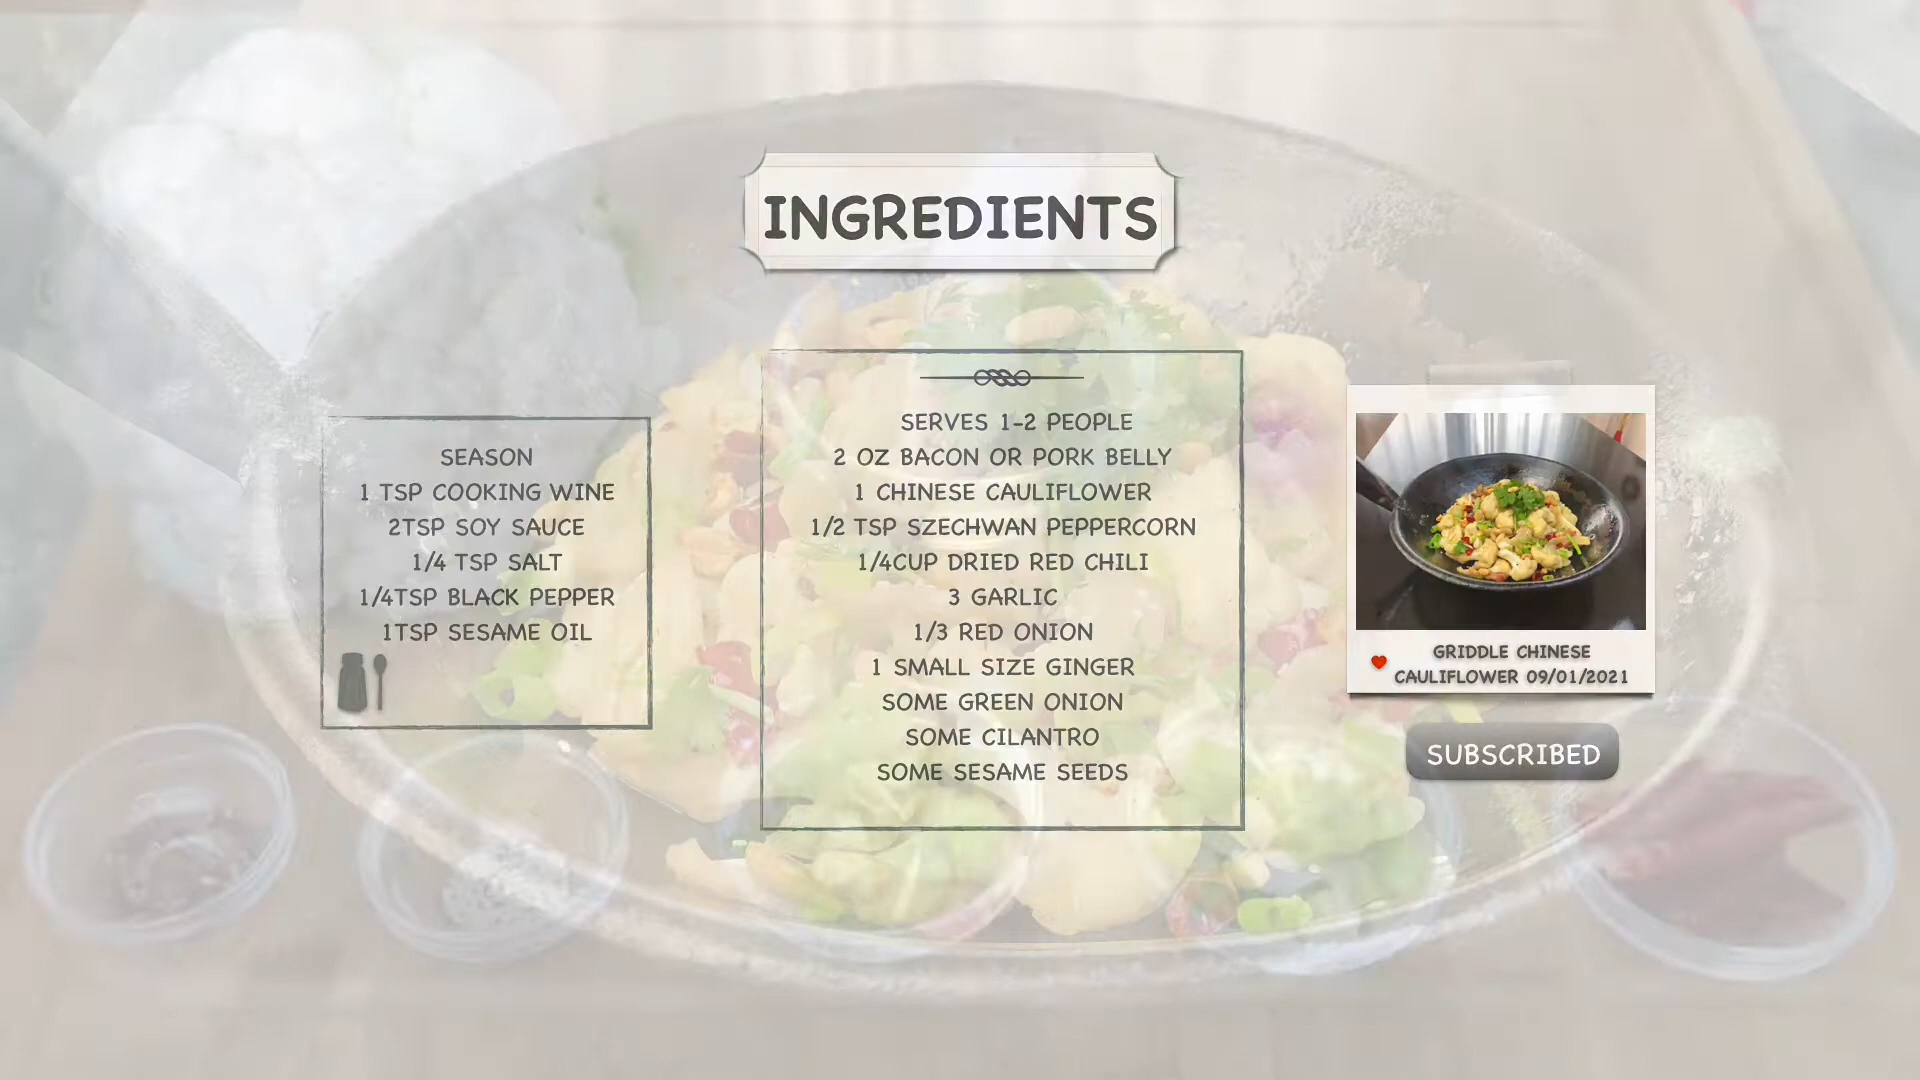 INGREDIENTS
SEASON
1 TSP COOKING WINE
2TSP SOY SAUCE
1/4 TSP SALT
1/4TSP BLACK PEPPER
1TSP SESAME OIL
SERVES 1-2 PEOPLE
2 OZ BACON OR PORK BELLY
1 CHINESE CAULIFLOWER
1/2 TSP SZECHWAN PEPPERCORN
1/4CUP DRIED RED CHILI
3 GARLIC
1/3 RED ONION
1 SMALL SIZE GINGER
SOME GREEN ONION
SOME CILANTRO
SOME SESAME SEEDS
GRIDDLE CHINESE
CAULIFLOWER 09/01/2021
SUBSCRIBED